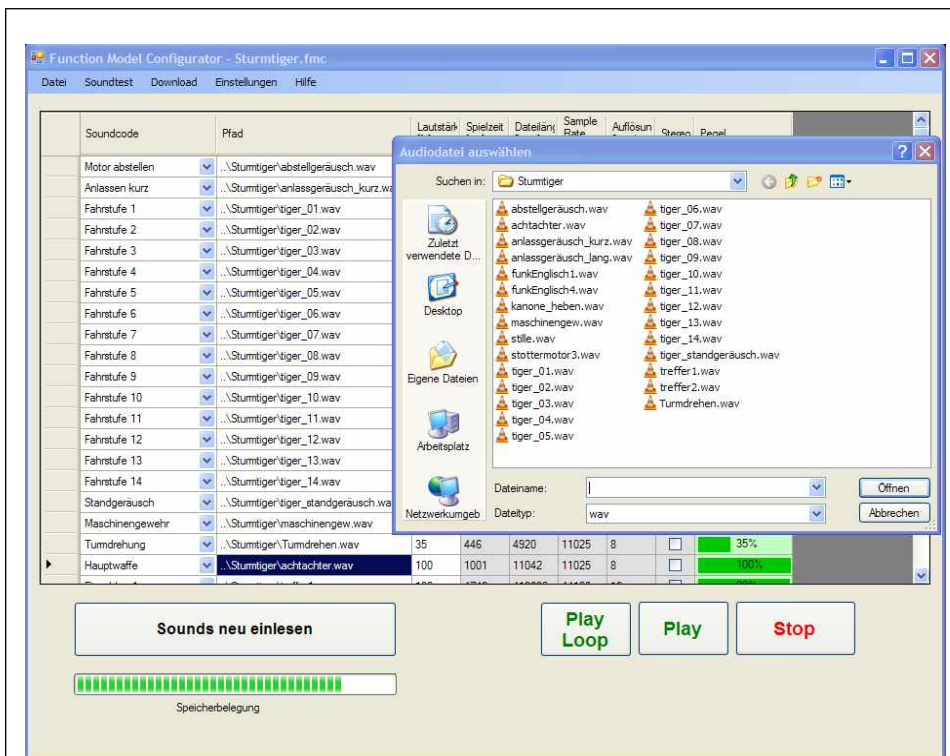 Function Model Configurator - Sturmtiger.fmc
Datei Soundtest Download Einstellungen Hilfe
Soundcode Pfad Lautstärk Spielzeit Dateiläng Sample Rate Auflösun Stereo Pegel
Audiodatei auswählen
Suchen in: Sturmtiger
Zuletzt verwendete D...
Desktop
Eigene Dateien
Arbeitsplatz
Netzwerkumgeb
abstellgeräusch.wav
achtachter.wav
anlassgeräusch_kurz.wav
anlassgeräusch_lang.wav
funkEnglisch1.wav
funkEnglisch4.wav
kanone_heben.wav
maschinengew.wav
stille.wav
stottermotor3.wav
tiger_01.wav
tiger_02.wav
tiger_03.wav
tiger_04.wav
tiger_05.wav
tiger_06.wav
tiger_07.wav
tiger_08.wav
tiger_09.wav
tiger_10.wav
tiger_11.wav
tiger_12.wav
tiger_13.wav
tiger_14.wav
tiger_standgeräusch.wav
treffer1.wav
treffer2.wav
Turmdrehen.wav
Dateiname:
Öffnen
Dateityp: wav
Abbrechen
Motor abstellen ..\Sturmtiger\abstellgeräusch.wav
Anlassen kurz ..\Sturmtiger\anlassgeräusch_kurz.wa
Fahrstufe 1 ..\Sturmtiger\tiger_01.wav
Fahrstufe 2 ..\Sturmtiger\tiger_02.wav
Fahrstufe 3 ..\Sturmtiger\tiger_03.wav
Fahrstufe 4 ..\Sturmtiger\tiger_04.wav
Fahrstufe 5 ..\Sturmtiger\tiger_05.wav
Fahrstufe 6 ..\Sturmtiger\tiger_06.wav
Fahrstufe 7 ..\Sturmtiger\tiger_07.wav
Fahrstufe 8 ..\Sturmtiger\tiger_08.wav
Fahrstufe 9 ..\Sturmtiger\tiger_09.wav
Fahrstufe 10 ..\Sturmtiger\tiger_10.wav
Fahrstufe 11 ..\Sturmtiger\tiger_11.wav
Fahrstufe 12 ..\Sturmtiger\tiger_12.wav
Fahrstufe 13 ..\Sturmtiger\tiger_13.wav
Fahrstufe 14 ..\Sturmtiger\tiger_14.wav
Standgeräusch ..\Sturmtiger\tiger_standgeräusch.wa
Maschinengewehr ..\Sturmtiger\maschinengew.wav
Turmdrehung ..\Sturmtiger\Turmdrehen.wav 35 446 4920 11025 8 35%
Hauptwaffe ..\Sturmtiger\achtachter.wav 100 1001 11042 11025 8 100%
Sounds neu einlesen
Play Loop
Play
Stop
Speicherbelegung